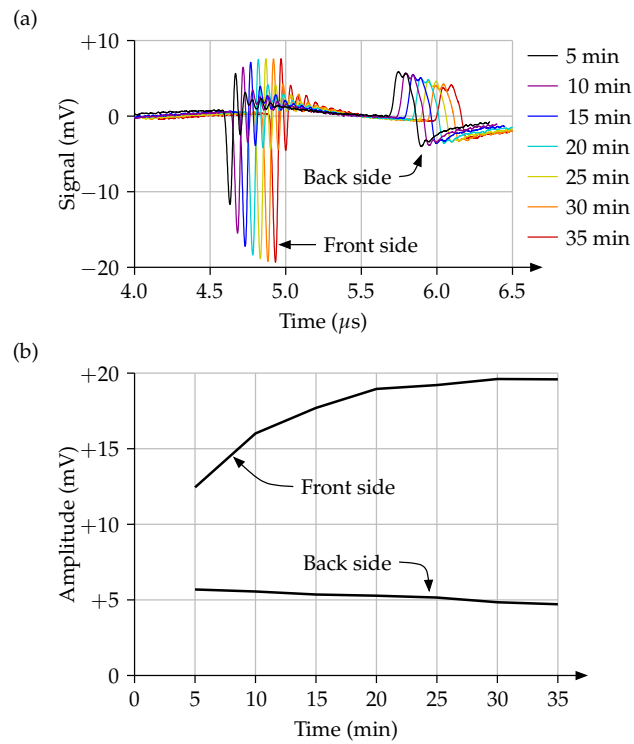 (a)
+10
0
−10
−20
Signal (mV)
4.0 4.5 5.0 5.5 6.0 6.5
Time (μs)
Back side
Front side
5 min
10 min
15 min
20 min
25 min
30 min
35 min
(b)
+20
+15
+10
+5
0
Amplitude (mV)
Front side
Back side
0 5 10 15 20 25 30 35
Time (min)